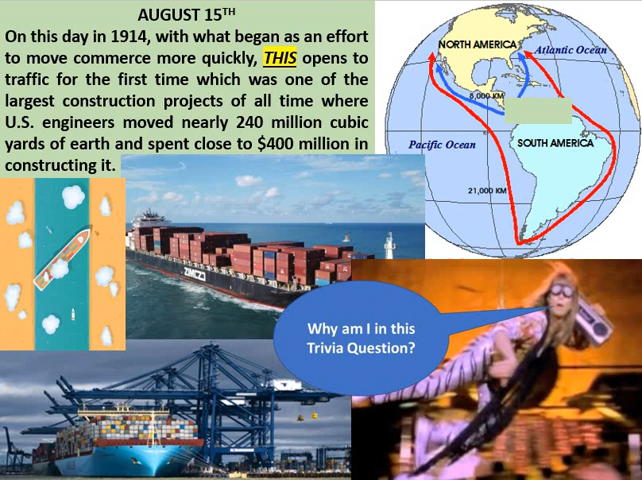 AUGUST 15TH
On this day in 1914, with what began as an effort
to move commerce more quickly, THIS opens to
traffic for the first time which was one of the
largest construction projects of all time where
U.S. engineers moved nearly 240 million cubic
yards of earth and spent close to $400 million in
constructing it.
NORTH AMERICA
Atlantic Ocean
8,000 KM
Pacific Ocean
SOUTH AMERICA
21,000 KM
ZIM
Why am I in this
Trivia Question?